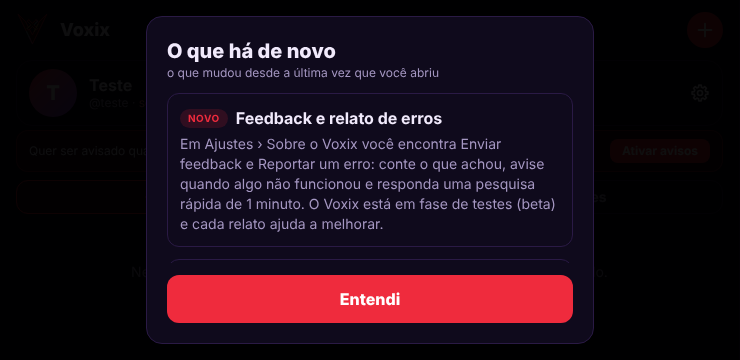 Voxix
O que há de novo
o que mudou desde a última vez que você abriu
T
Teste
NOVO Feedback e relato de erros
Em Ajustes › Sobre o Voxix você encontra Enviar
feedback e Reportar um erro: conte o que achou, avise
quando algo não funcionou e responda uma pesquisa
rápida de 1 minuto. O Voxix está em fase de testes (beta)
e cada relato ajuda a melhorar.
Quer ser avisado
Ativar avisos
Entendi